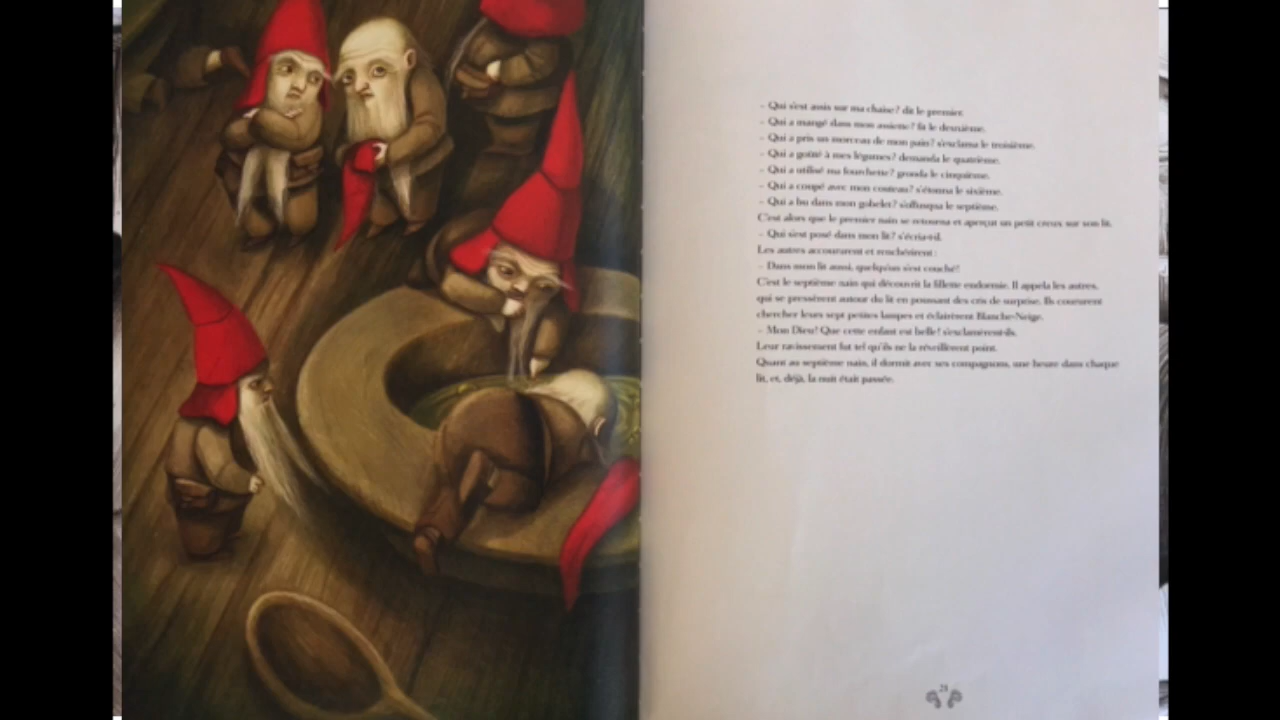 – Qui s'est assis sur ma chaise? dit le premier.
– Qui a mangé dans mon assiette? fit le deuxième.
– Qui a pris un morceau de mon pain? s'exclama le troisième.
– Qui a goûté à mes légumes? demanda le quatrième.
– Qui a utilisé ma fourchette? gronda le cinquième.
– Qui a coupé avec mon couteau? s'étonna le sixième.
– Qui a bu dans mon gobelet? s'offusqua le septième.
C'est alors que le premier nain se retourna et aperçut un petit creux sur son lit.
– Qui s'est posé dans mon lit? s'écria-t-il.
Les autres accoururent et renchérirent :
– Dans mon lit aussi, quelqu'un s'est couché!
C'est le septième nain qui découvrit la fillette endormie. Il appela les autres,
qui se pressèrent autour du lit en poussant des cris de surprise. Ils coururent
chercher leurs sept petites lampes et éclairèrent Blanche-Neige.
– Mon Dieu! Que cette enfant est belle! s'exclamèrent-ils.
Leur ravissement fut tel qu'ils ne la réveillèrent point.
Quant au septième nain, il dormit avec ses compagnons, une heure dans chaque
lit, et, déjà, la nuit était passée.